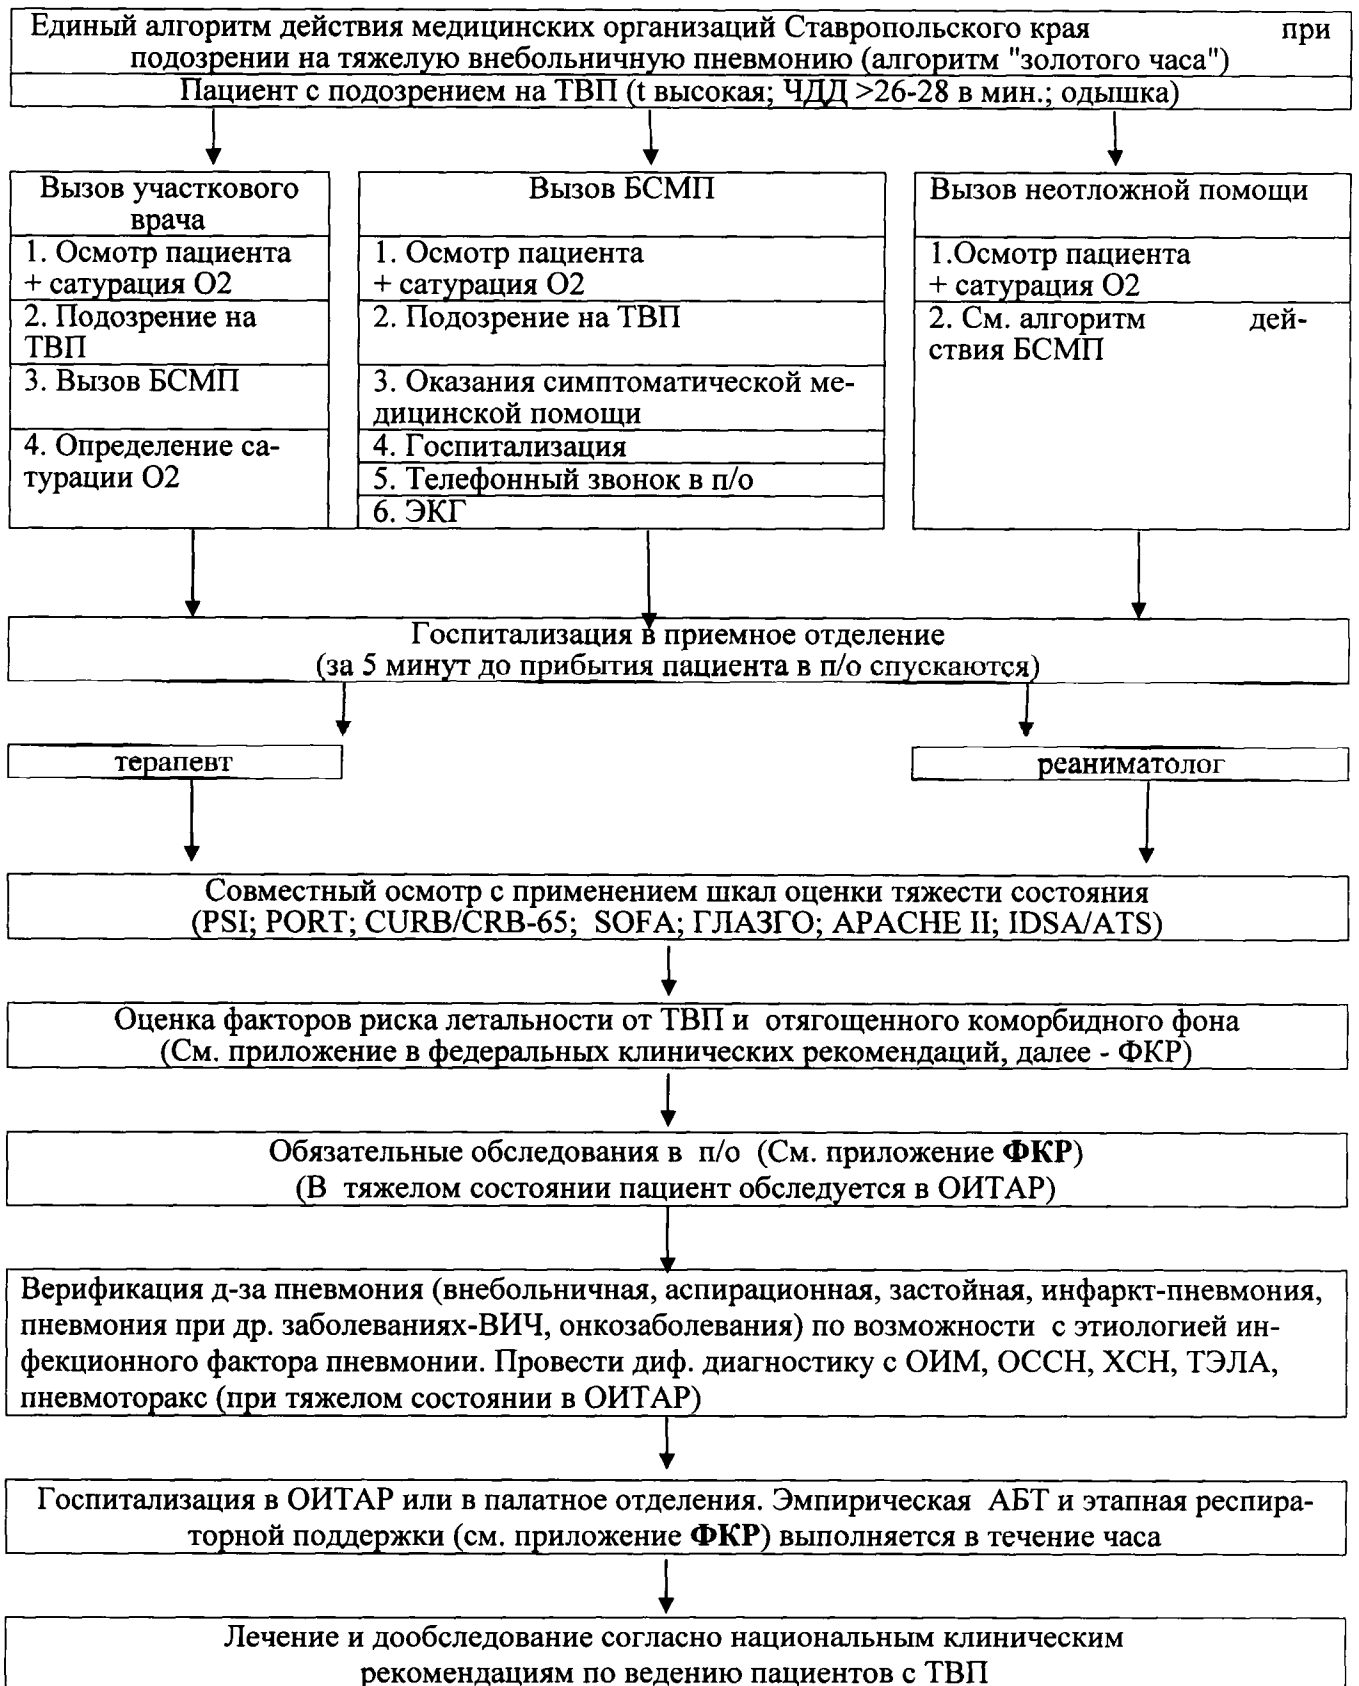 Единый алгоритм действия медицинских организаций Ставропольского края при
подозрении на тяжелую внебольничную пневмонию (алгоритм "золотого часа")
Пациент с подозрением на ТВП (t высокая; ЧДД >26-28 в мин.; одышка)
Вызов участкового
врача
1. Осмотр пациента
+ сатурация О2
2. Подозрение на
ТВП
3. Вызов БСМП
4. Определение са-
турации О2
Вызов БСМП
1. Осмотр пациента
+ сатурация О2
2. Подозрение на ТВП
3. Оказания симптоматической ме-
дицинской помощи
4. Госпитализация
5. Телефонный звонок в п/о
6. ЭКГ
Вызов неотложной помощи
1.Осмотр пациента
+ сатурация О2
2. См. алгоритм дей-
ствия БСМП
Госпитализация в приемное отделение
(за 5 минут до прибытия пациента в п/о спускаются)
терапевт
реаниматолог
Совместный осмотр с применением шкал оценки тяжести состояния
(PSI; PORT; CURB/CRB-65; SOFA; ГЛАЗГО; APACHE II; IDSA/ATS)
Оценка факторов риска летальности от ТВП и отягощенного коморбидного фона
(См. приложение в федеральных клинических рекомендаций, далее - ФКР)
Обязательные обследования в п/о (См. приложение ФКР)
(В тяжелом состоянии пациент обследуется в ОИТАР)
Верификация д-за пневмония (внебольничная, аспирационная, застойная, инфаркт-пневмония,
пневмония при др. заболеваниях-ВИЧ, онкозаболевания) по возможности с этиологией ин-
фекционного фактора пневмонии. Провести диф. диагностику с ОИМ, ОССН, ХСН, ТЭЛА,
пневмоторакс (при тяжелом состоянии в ОИТАР)
Госпитализация в ОИТАР или в палатное отделения. Эмпирическая АБТ и этапная респира-
торной поддержки (см. приложение ФКР) выполняется в течение часа
Лечение и дообследование согласно национальным клиническим
рекомендациям по ведению пациентов с ТВП